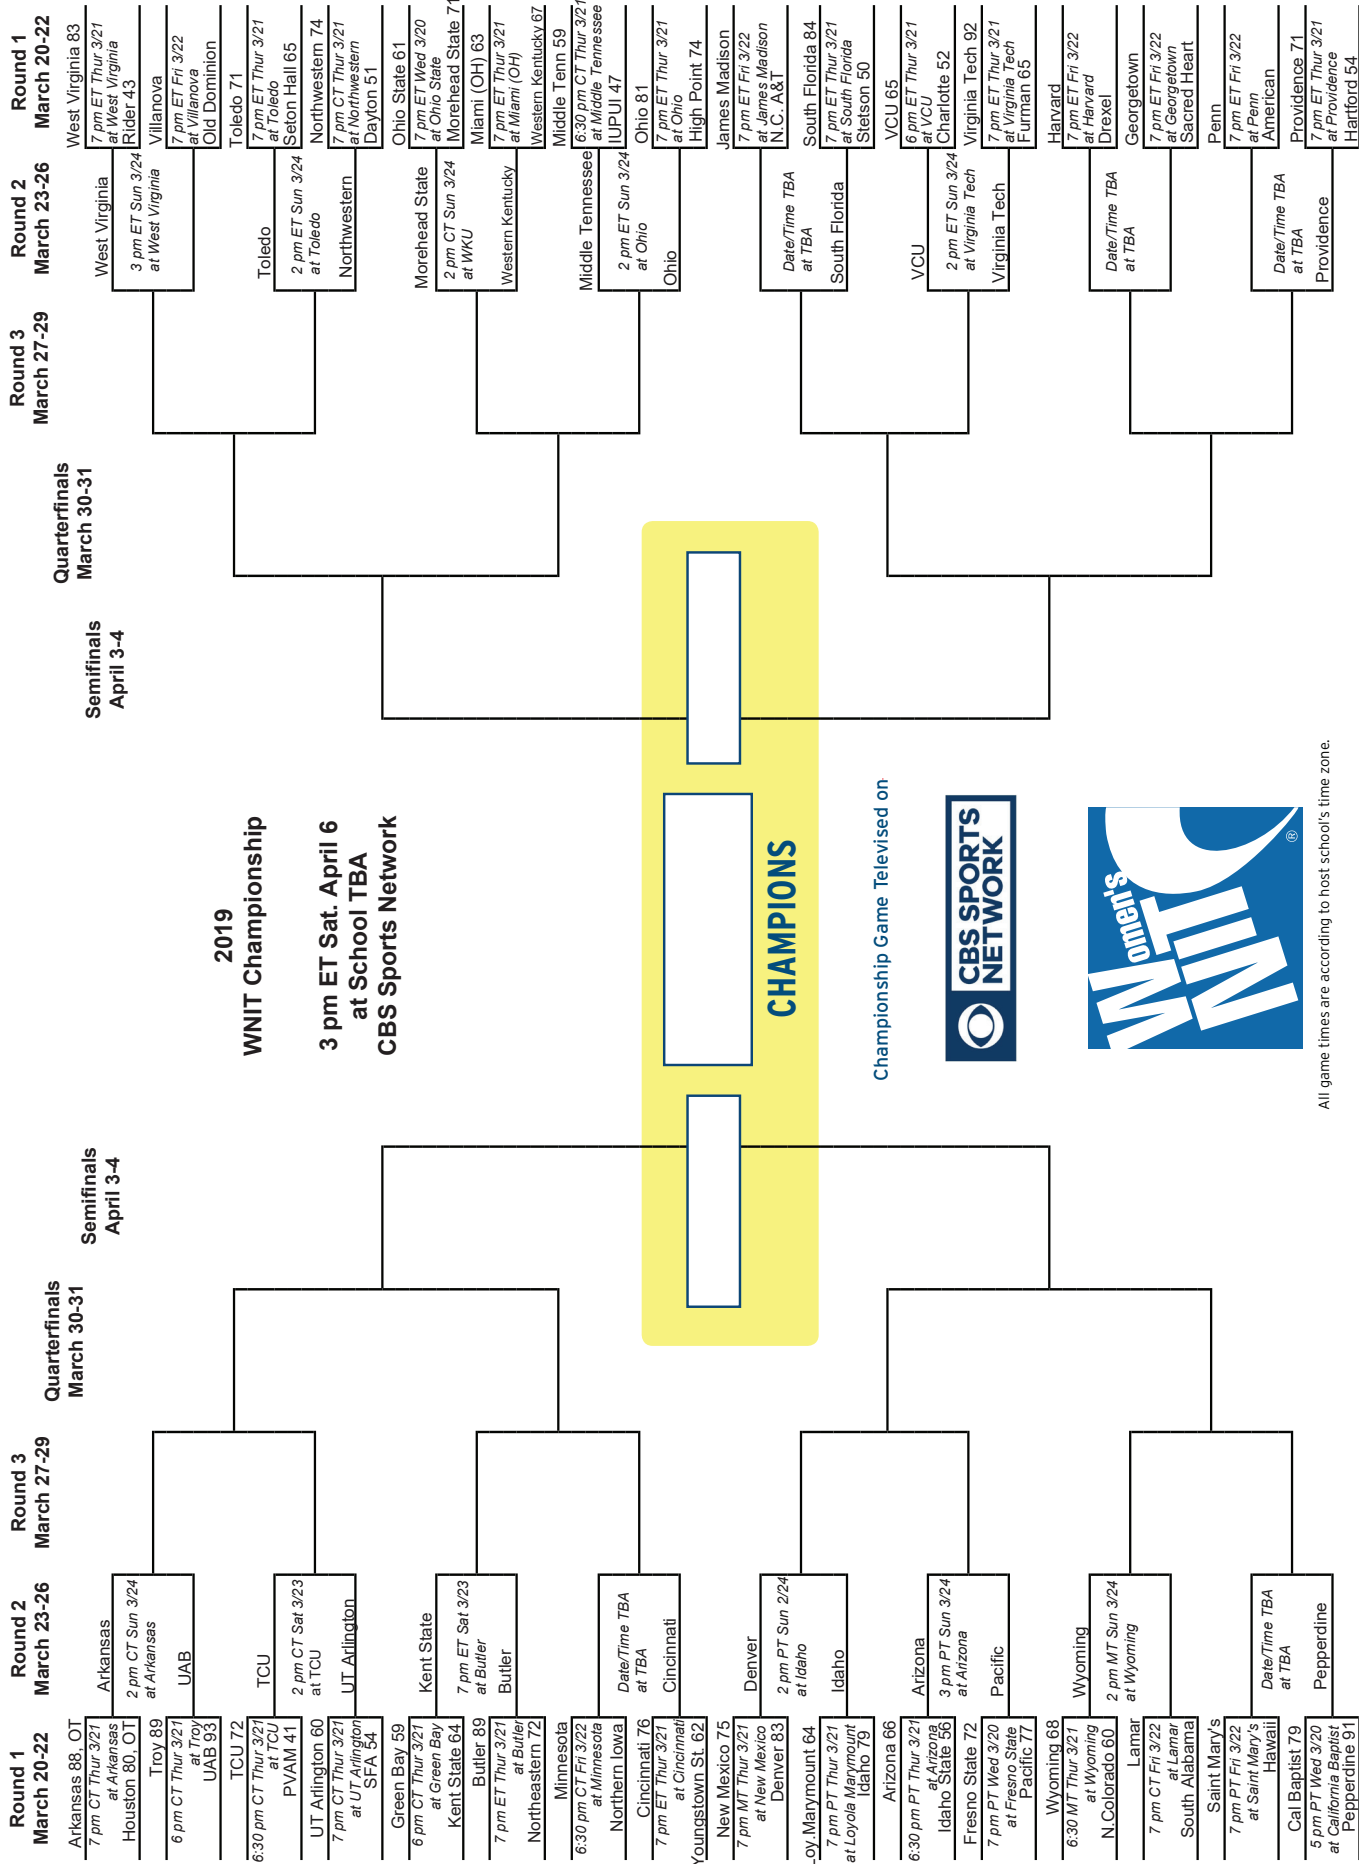 Round 1
March 20-22
Round 2
March 23-26
Round 3
March 27-29
Quarterfinals
March 30-31
Semifinals
April 3-4
Semifinals
April 3-4
Quarterfinals
March 30-31
Round 3
March 27-29
Round 2
March 23-26
Round 1
March 20-22
Arkansas 88, OT
7 pm CT Thur 3/21
at Arkansas
Houston 80, OT
Troy 89
6 pm CT Thur 3/21
at Troy
UAB 93
TCU 72
6:30 pm CT Thur 3/21
at TCU
PVAM 41
UT Arlington 60
7 pm CT Thur 3/21
at UT Arlington
SFA 54
Green Bay 59
6 pm CT Thur 3/21
at Green Bay
Kent State 64
Butler 89
7 pm ET Thur 3/21
at Butler
Northeastern 72
Minnesota
6:30 pm CT Fri 3/22
at Minnesota
Northern Iowa
Cincinnati 76
7 pm ET Thur 3/21
at Cincinnati
Youngstown St. 62
New Mexico 75
7 pm MT Thur 3/21
at New Mexico
Denver 83
Loy.Marymount 64
7 pm PT Thur 3/21
at Loyola Marymount
Idaho 79
Arizona 66
6:30 pm PT Thur 3/21
at Arizona
Idaho State 56
Fresno State 72
7 pm PT Wed 3/20
at Fresno State
Pacific 77
Wyoming 68
6:30 MT Thur 3/21
at Wyoming
N.Colorado 60
Lamar
7 pm CT Fri 3/22
at Lamar
South Alabama
Saint Mary's
7 pm PT Fri 3/22
at Saint Mary's
Hawaii
Cal Baptist 79
5 pm PT Wed 3/20
at California Baptist
Pepperdine 91
Arkansas
2 pm CT Sun 3/24
at Arkansas
UAB
TCU
2 pm CT Sat 3/23
at TCU
UT Arlington
Kent State
7 pm ET Sat 3/23
at Butler
Butler
Date/Time TBA
at TBA
Cincinnati
Denver
2 pm PT Sun 2/24
at Idaho
Idaho
Arizona
3 pm PT Sun 3/24
at Arizona
Pacific
Wyoming
2 pm MT Sun 3/24
at Wyoming
Date/Time TBA
at TBA
Pepperdine
2019
WNIT Championship
3 pm ET Sat. April 6
at School TBA
CBS Sports Network
CHAMPIONS
Championship Game Televised on
CBS SPORTS
NETWORK
Women's
NIT
®
All game times are according to host school's time zone.
West Virginia
3 pm ET Sun 3/24
at West Virginia
Toledo
2 pm ET Sun 3/24
at Toledo
Northwestern
Morehead State
2 pm CT Sun 3/24
at WKU
Western Kentucky
Middle Tennessee
2 pm ET Sun 3/24
at Ohio
Ohio
Date/Time TBA
at TBA
South Florida
VCU
2 pm ET Sun 3/24
at Virginia Tech
Virginia Tech
Date/Time TBA
at TBA
Date/Time TBA
at TBA
Providence
West Virginia 83
7 pm ET Thur 3/21
at West Virginia
Rider 43
Villanova
7 pm ET Fri 3/22
at Villanova
Old Dominion
Toledo 71
7 pm ET Thur 3/21
at Toledo
Seton Hall 65
Northwestern 74
7 pm CT Thur 3/21
at Northwestern
Dayton 51
Ohio State 61
7 pm ET Wed 3/20
at Ohio State
Morehead State 71
Miami (OH) 63
7 pm ET Thur 3/21
at Miami (OH)
Western Kentucky 67
Middle Tenn 59
6:30 pm CT Thur 3/21
at Middle Tennessee
IUPUI 47
Ohio 81
7 pm ET Thur 3/21
at Ohio
High Point 74
James Madison
7 pm ET Fri 3/22
at James Madison
N.C. A&T
South Florida 84
7 pm ET Thur 3/21
at South Florida
Stetson 50
VCU 65
6 pm ET Thur 3/21
at VCU
Charlotte 52
Virginia Tech 92
7 pm ET Thur 3/21
at Virginia Tech
Furman 65
Harvard
7 pm ET Fri 3/22
at Harvard
Drexel
Georgetown
7 pm ET Fri 3/22
at Georgetown
Sacred Heart
Penn
7 pm ET Fri 3/22
at Penn
American
Providence 71
7 pm ET Thur 3/21
at Providence
Hartford 54